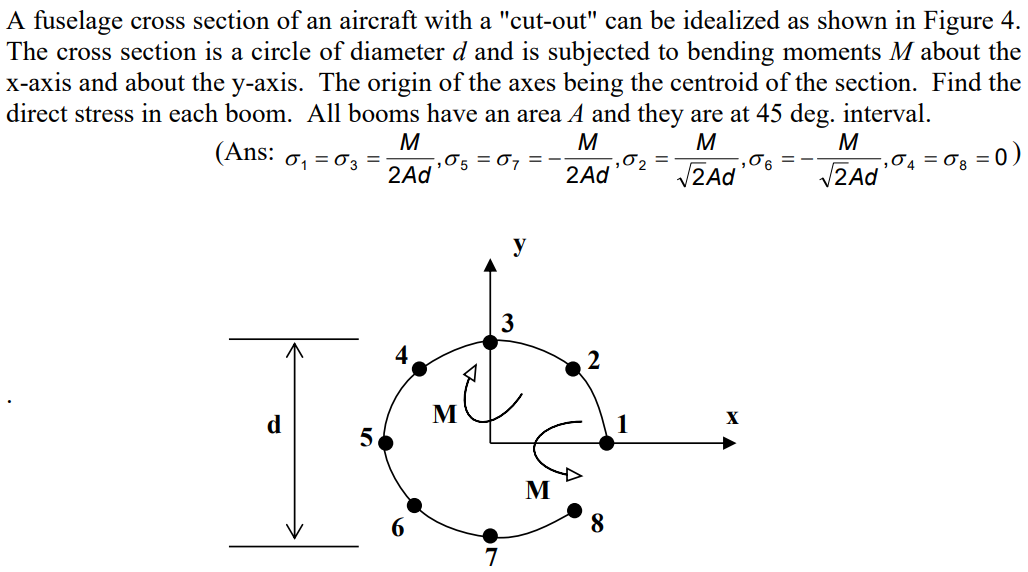 A fuselage cross section of an aircraft with a "cut-out" can be idealized as shown in Figure 4.
The cross section is a circle of diameter d and is subjected to bending moments M about the
x-axis and about the y-axis. The origin of the axes being the centroid of the section. Find the
direct stress in each boom. All booms have an area A and they are at 45 deg. interval.
(Ans: σ₁ = σ₃ = M/2Ad, σ₅ = σ₇ = −M/2Ad, σ₂ = M/√2Ad, σ₆ = −M/√2Ad, σ₄ = σ₈ = 0)
y
3
4
2
M
d
5
1
x
M
6
8
7